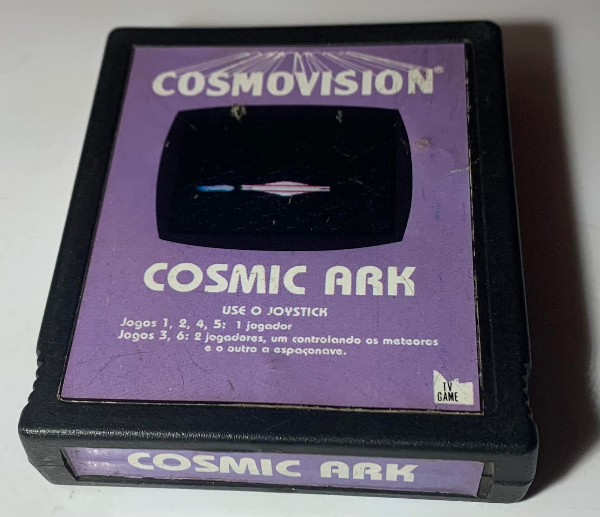 COSMOVISION®
COSMIC ARK
USE O JOYSTICK
Jogos 1, 2, 4, 5: 1 jogador
Jogos 3, 6: 2 jogadores, um controlando os meteoros
e o outro a espaçonave.
TV
GAME
COSMIC ARK